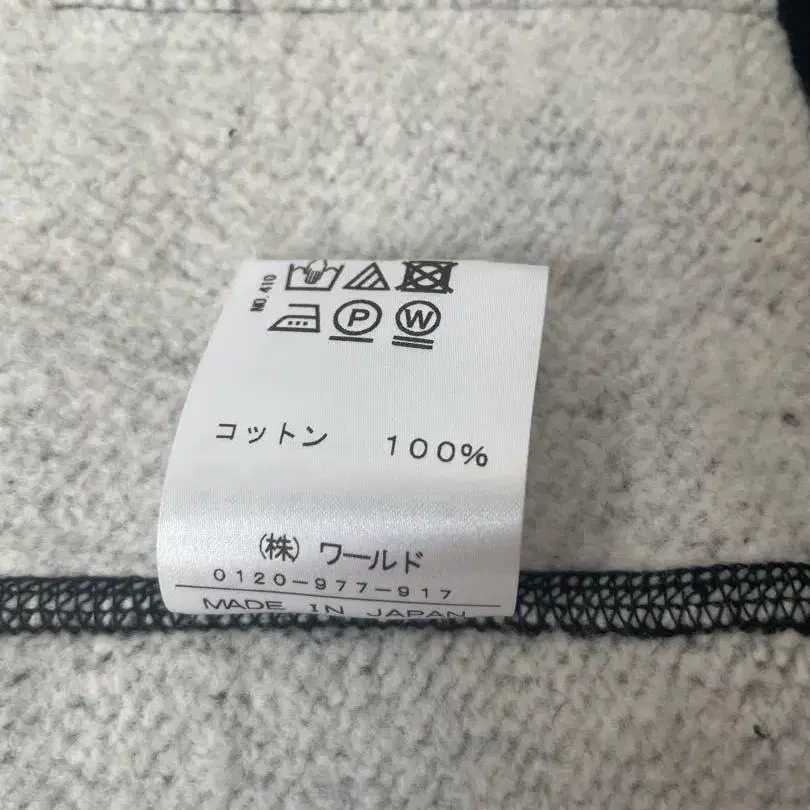 NO.410
P W
コットン 100%
(株) ワールド
0120-977-917
MADE IN JAPAN